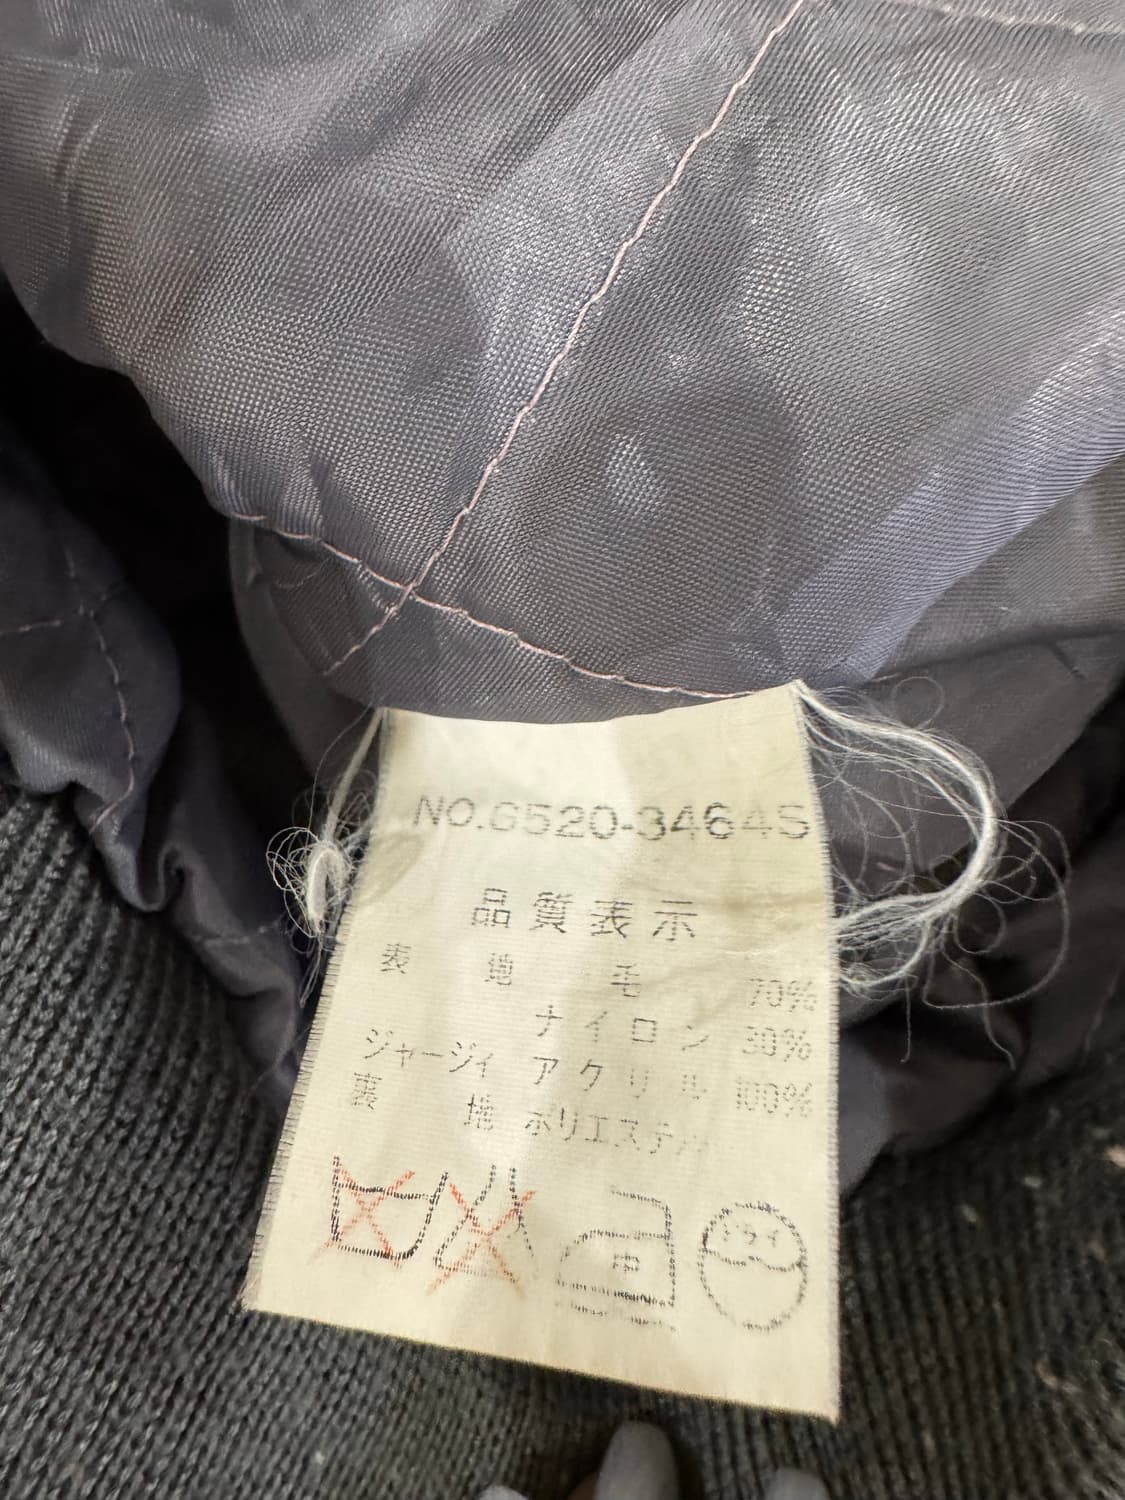 NO.G520-3464S
品質表示
表地 毛 70%
ナイロン 30%
ジャージィ アクリル 100%
裏地 ポリエステル
中
ドライ